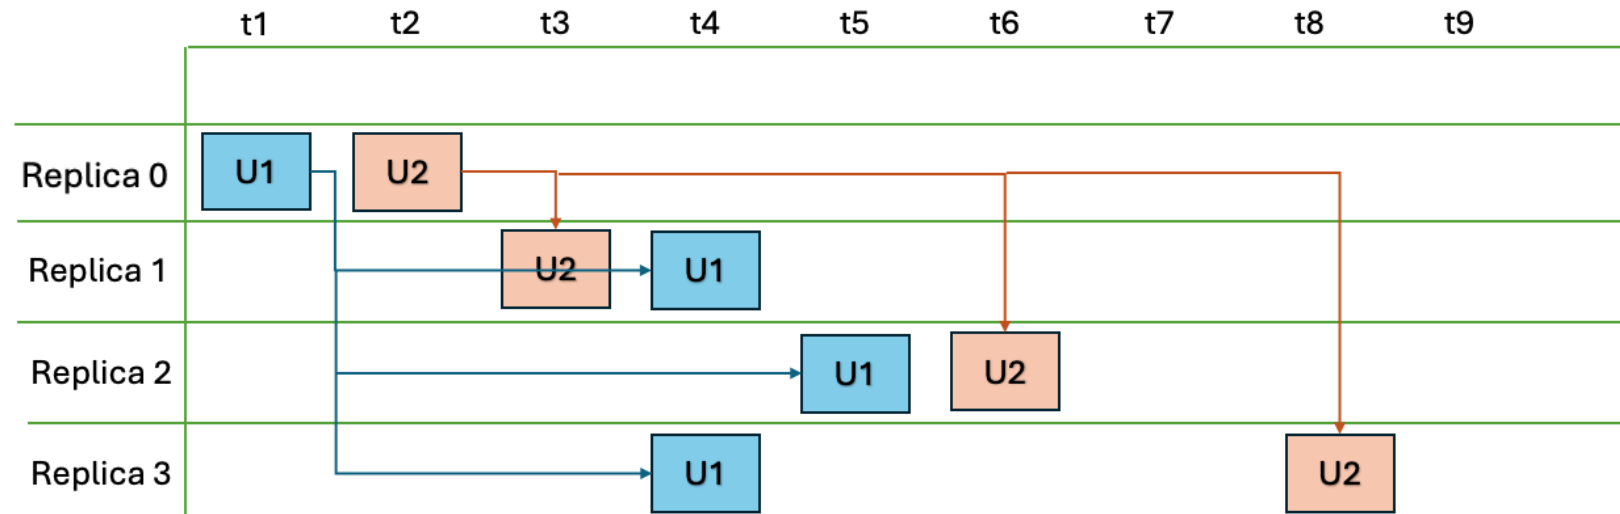 t1 t2 t3 t4 t5 t6 t7 t8 t9
Replica 0 U1 U2
Replica 1 U2 U1
Replica 2 U1 U2
Replica 3 U1 U2